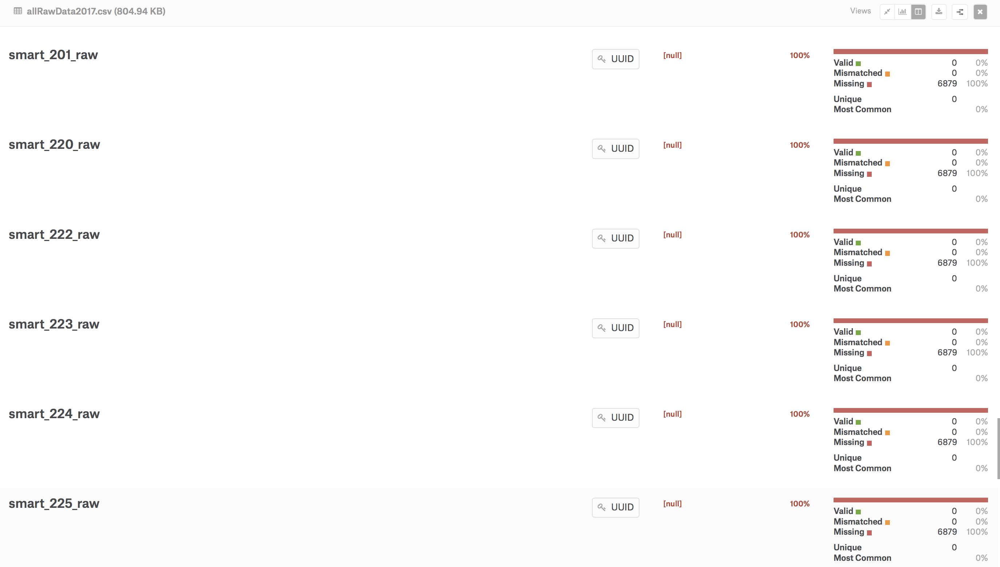 allRawData2017.csv (804.94 KB) Views
smart_201_raw UUID [null] 100%
Valid 0 0%
Mismatched 0 0%
Missing 6879 100%
Unique 0
Most Common 0%
smart_220_raw UUID [null] 100%
Valid 0 0%
Mismatched 0 0%
Missing 6879 100%
Unique 0
Most Common 0%
smart_222_raw UUID [null] 100%
Valid 0 0%
Mismatched 0 0%
Missing 6879 100%
Unique 0
Most Common 0%
smart_223_raw UUID [null] 100%
Valid 0 0%
Mismatched 0 0%
Missing 6879 100%
Unique 0
Most Common 0%
smart_224_raw UUID [null] 100%
Valid 0 0%
Mismatched 0 0%
Missing 6879 100%
Unique 0
Most Common 0%
smart_225_raw UUID [null] 100%
Valid 0 0%
Mismatched 0 0%
Missing 6879 100%
Unique 0
Most Common 0%